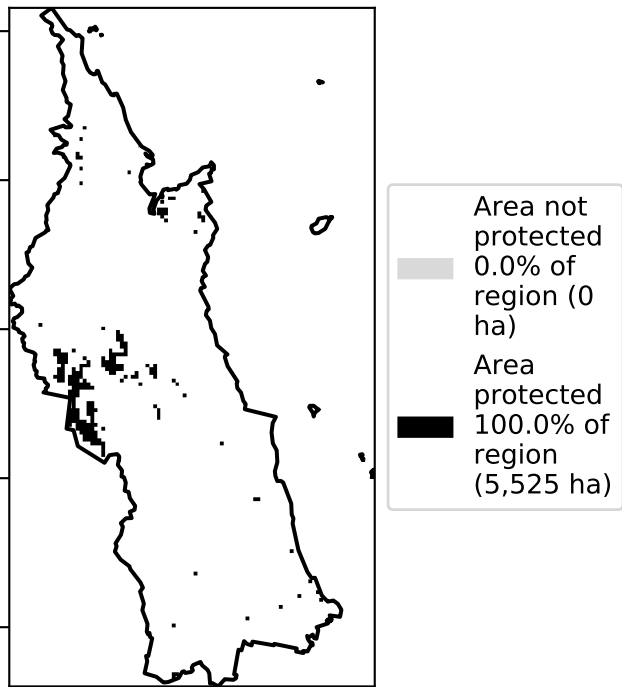 Area not
protected
0.0% of
region (0
ha)
Area
protected
100.0% of
region
(5,525 ha)